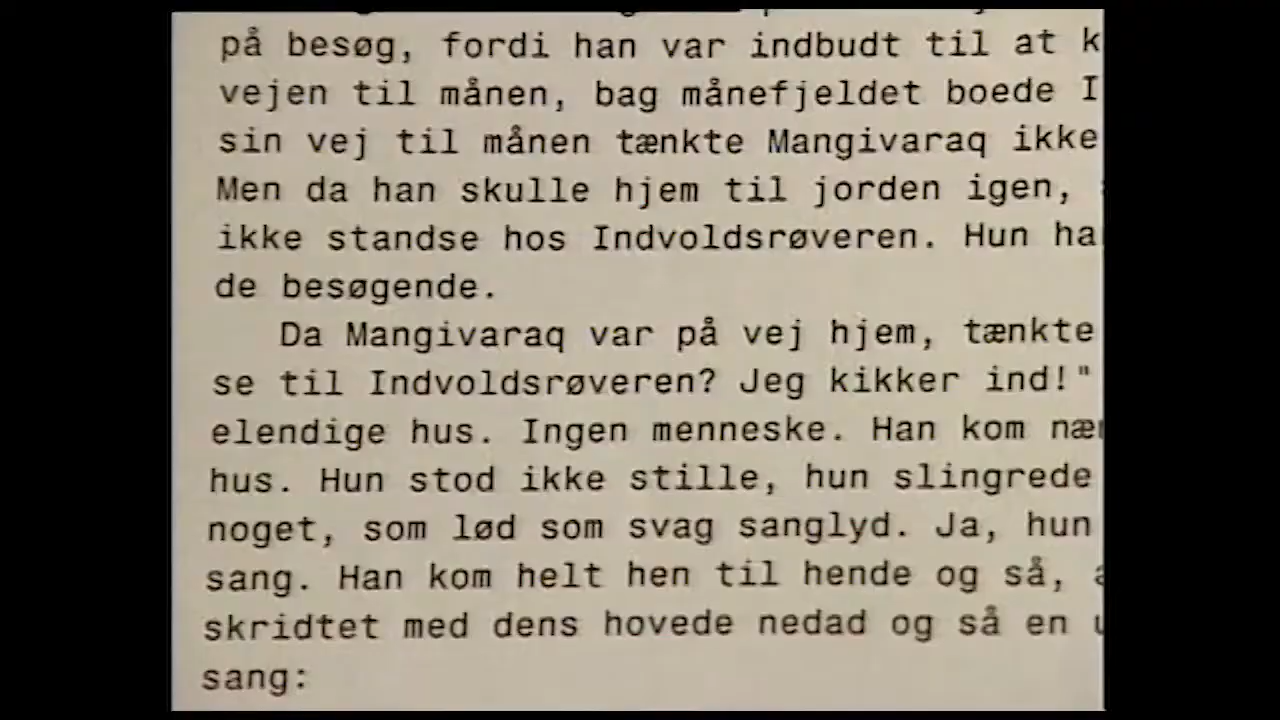 på besøg, fordi han var indbudt til at
vejen til månen, bag månefjeldet boede
sin vej til månen tænkte Mangivaraq ikke
Men da han skulle hjem til jorden igen,
ikke standse hos Indvoldsrøveren. Hun
de besøgende.
Da Mangivaraq var på vej hjem, tænkte
se til Indvoldsrøveren? Jeg kikker ind!"
elendige hus. Ingen menneske. Han kom
hus. Hun stod ikke stille, hun slingrede
noget, som lød som svag sanglyd. Ja, hun
sang. Han kom helt hen til hende og så,
skridtet med dens hovede nedad og så en
sang: